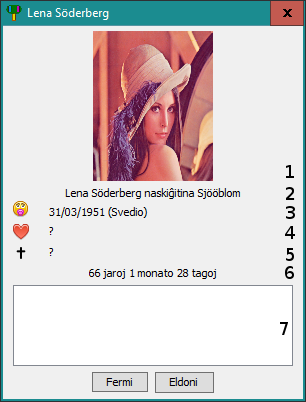 Lena Söderberg
x
1
Lena Söderberg naskiĝitina Sjööblom 2
31/03/1951 (Svedio) 3
? 4
? 5
66 jaroj 1 monato 28 tagoj 6
7
Fermi Eldoni